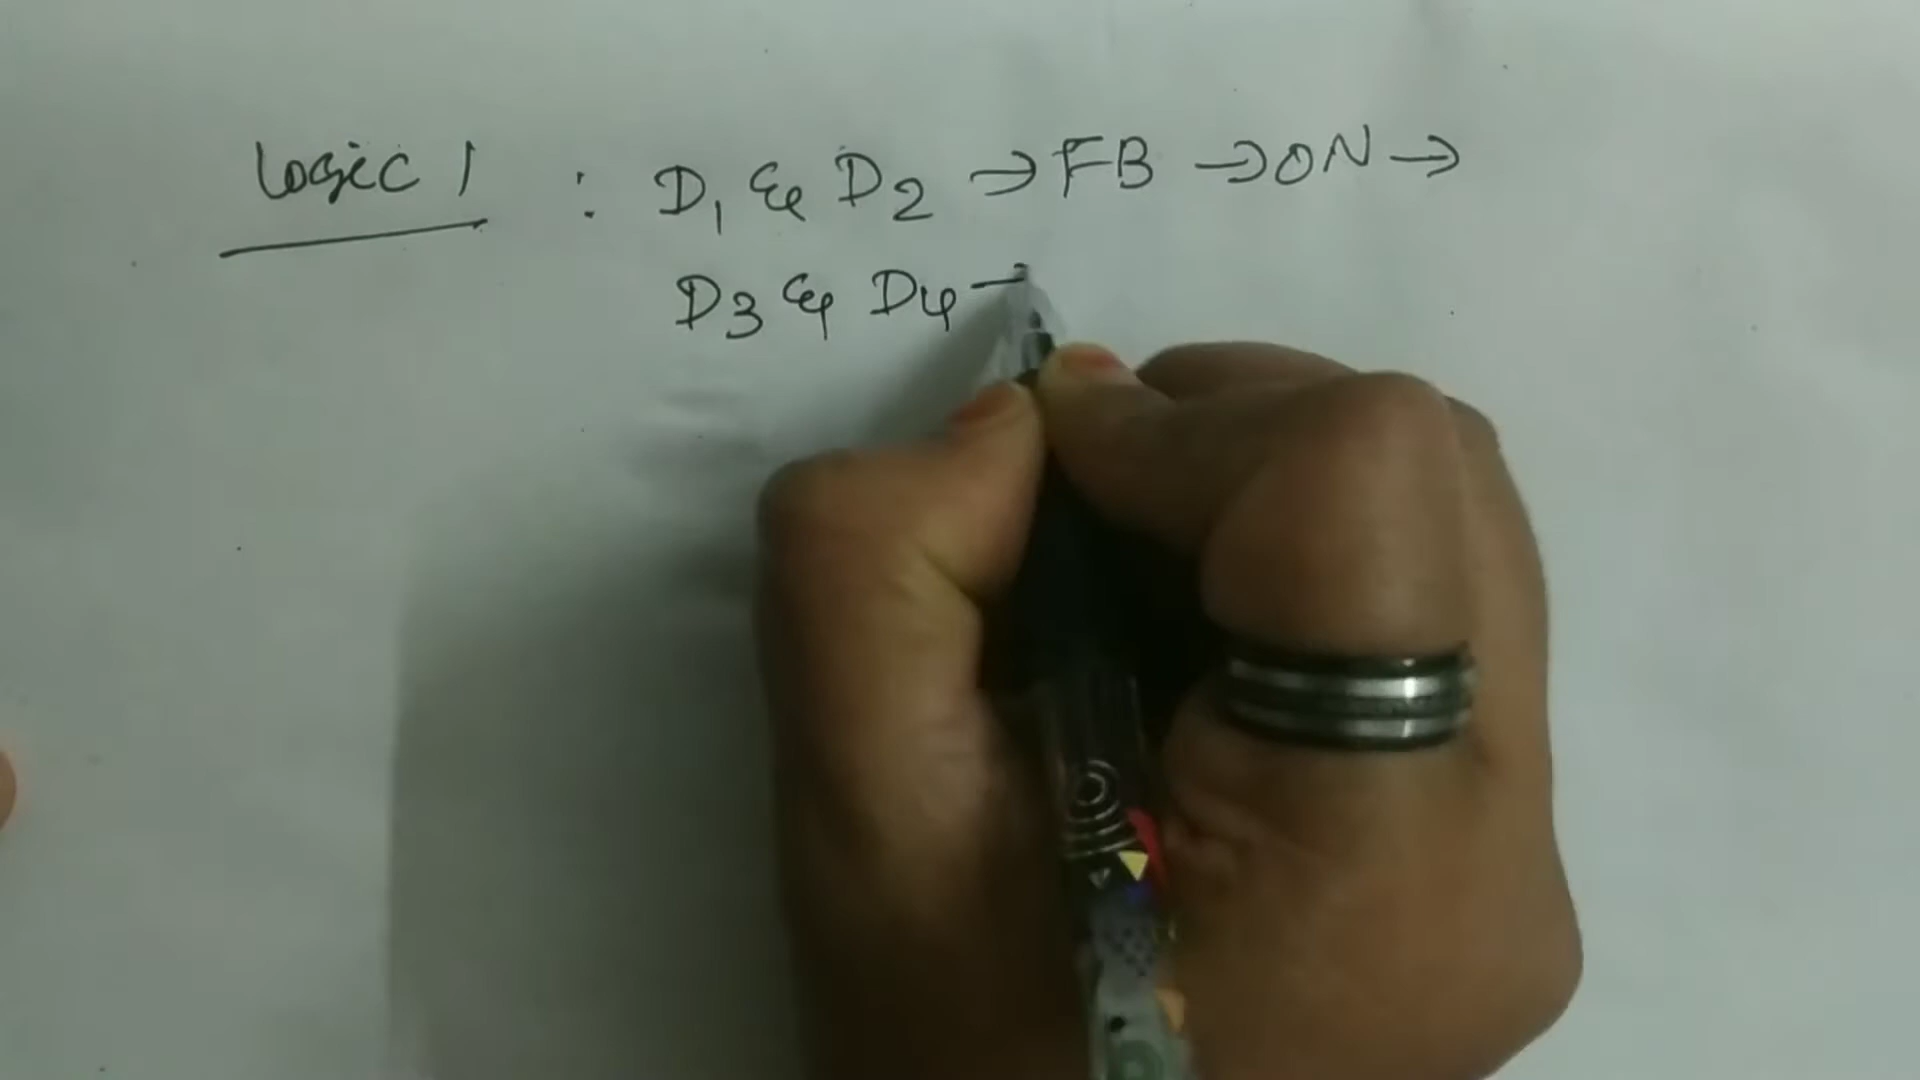 Logic 1 : D1 & D2 → FB → ON →
D3 & D4 -